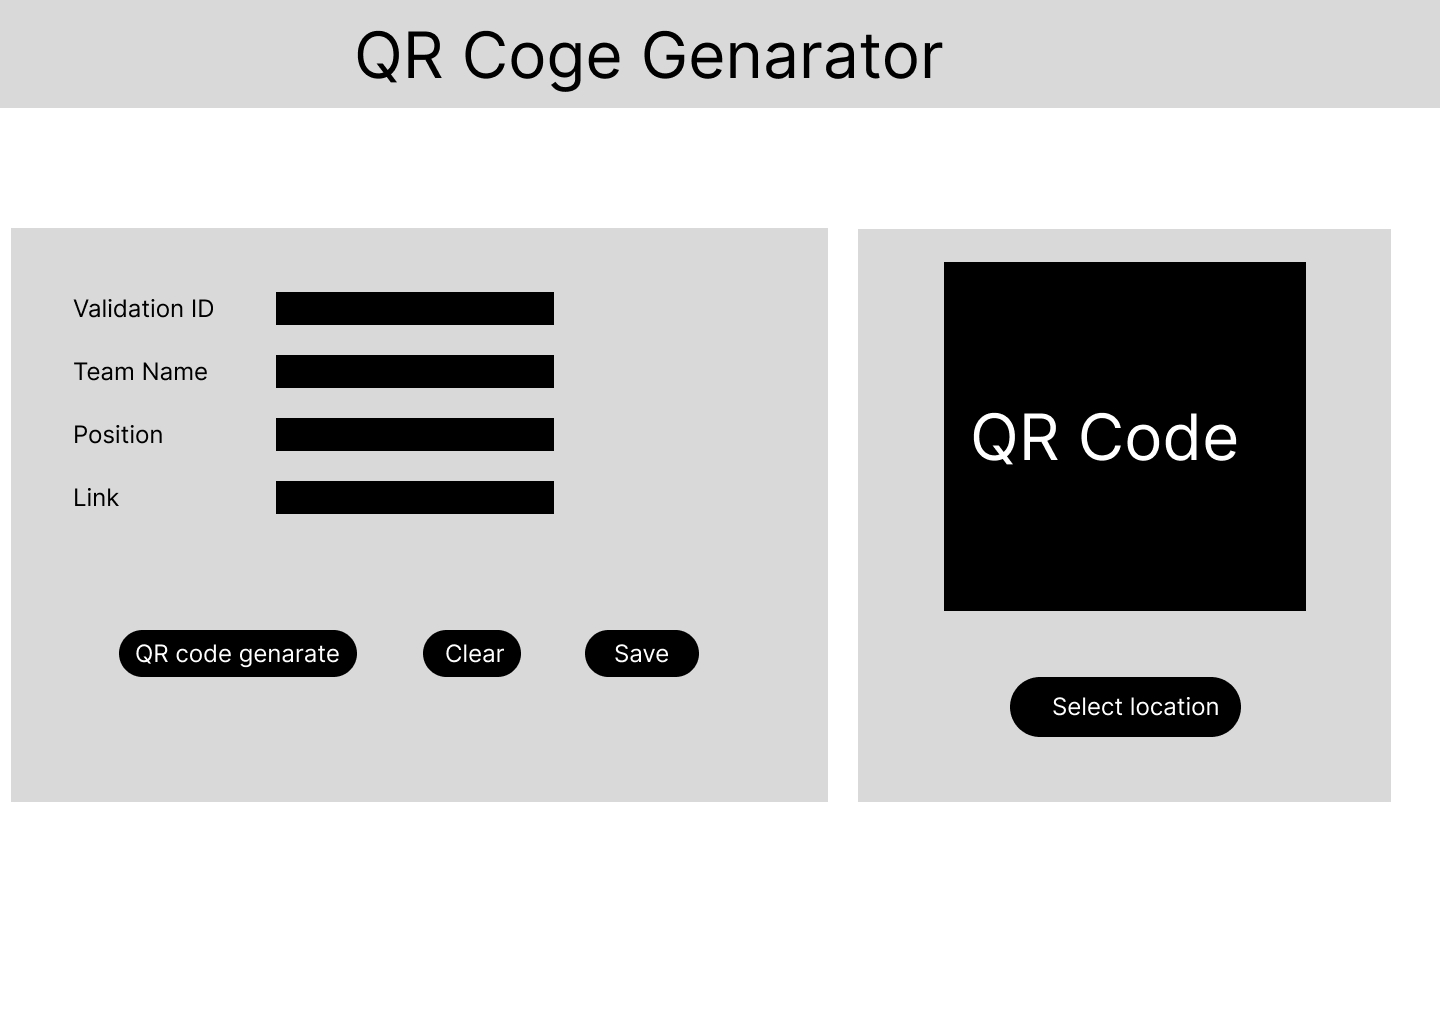 QR Coge Genarator
Validation ID
Team Name
Position
Link
QR code genarate
Clear
Save
QR Code
Select location